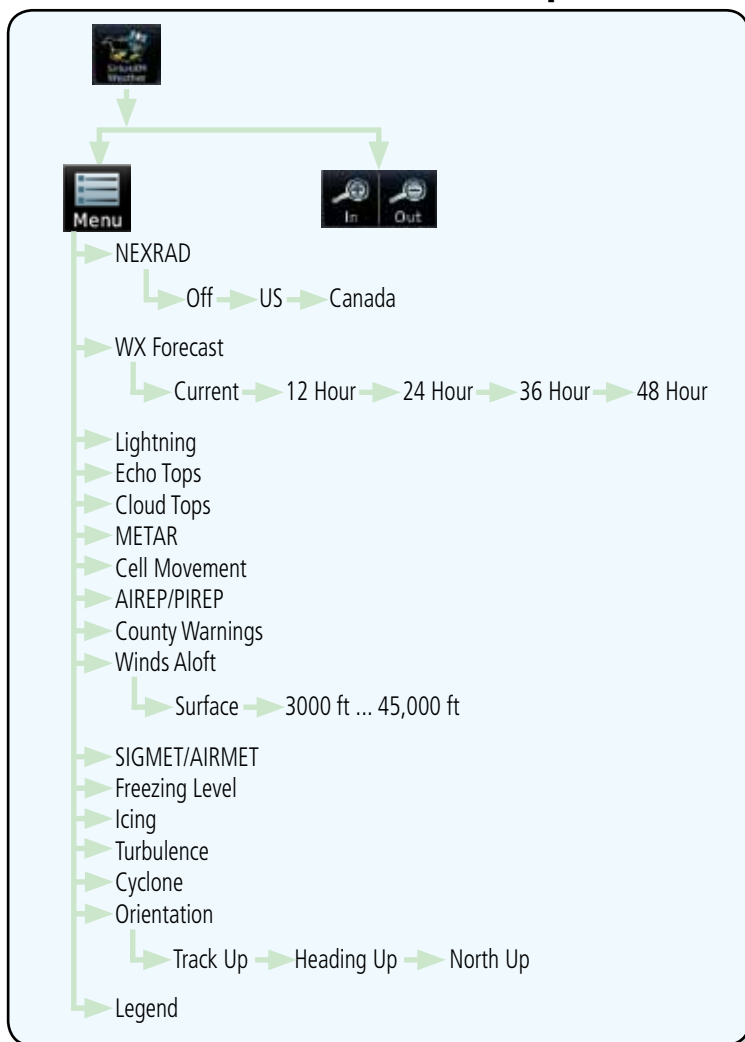 SiriusXM
Weather
Menu
In Out
NEXRAD
Off US Canada
WX Forecast
Current 12 Hour 24 Hour 36 Hour 48 Hour
Lightning
Echo Tops
Cloud Tops
METAR
Cell Movement
AIREP/PIREP
County Warnings
Winds Aloft
Surface 3000 ft ... 45,000 ft
SIGMET/AIRMET
Freezing Level
Icing
Turbulence
Cyclone
Orientation
Track Up Heading Up North Up
Legend